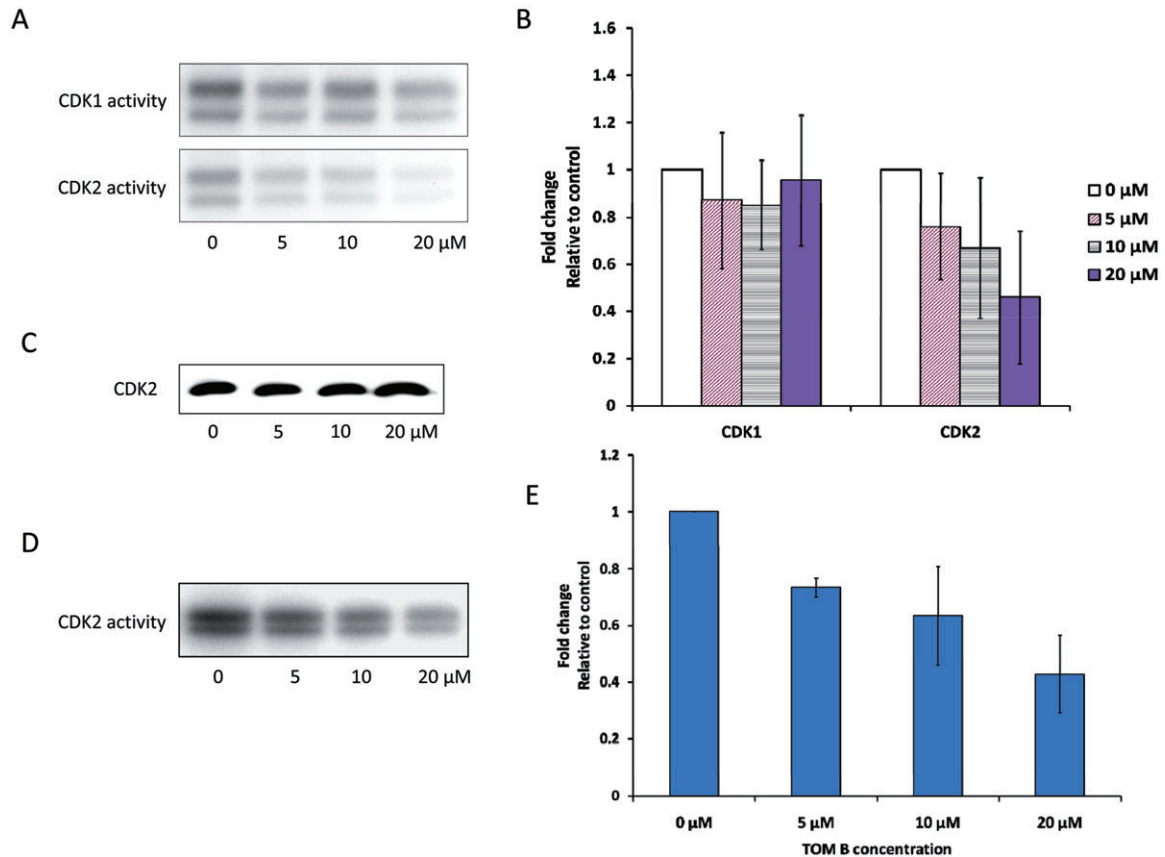 A
CDK1 activity
CDK2 activity
0 5 10 20 μM
B
1.6
1.4
1.2
1
0.8
0.6
0.4
0.2
0
Fold change
Relative to control
CDK1 CDK2
0 μM
5 μM
10 μM
20 μM
C
CDK2
0 5 10 20 μM
D
CDK2 activity
0 5 10 20 μM
E
1.2
1
0.8
0.6
0.4
0.2
0
Fold change
Relative to control
0 μM 5 μM 10 μM 20 μM
TOM B concentration